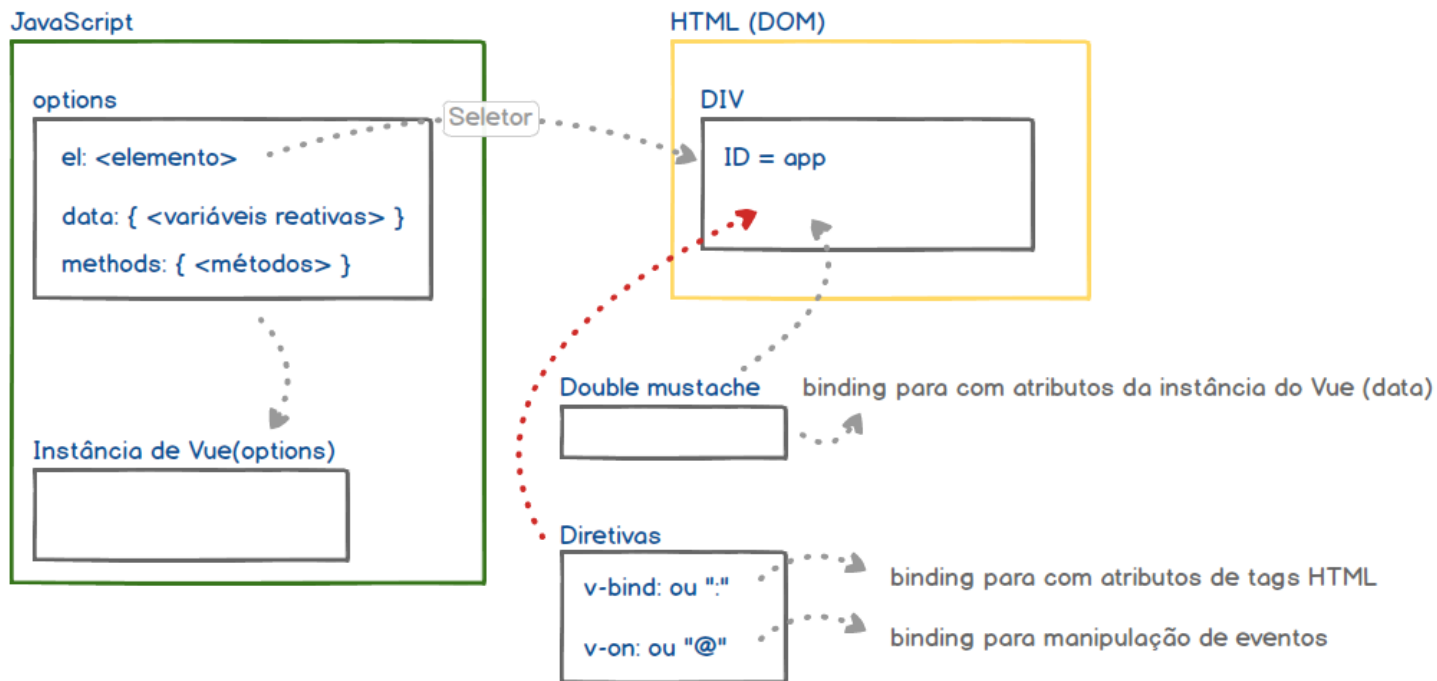 JavaScript
HTML (DOM)
options
Seletor
DIV
el: <elemento>
ID = app
data: { <variáveis reativas> }
methods: { <métodos> }
Double mustache
binding para com atributos da instância do Vue (data)
Instância de Vue(options)
Diretivas
v-bind: ou ":"
binding para com atributos de tags HTML
v-on: ou "@"
binding para manipulação de eventos